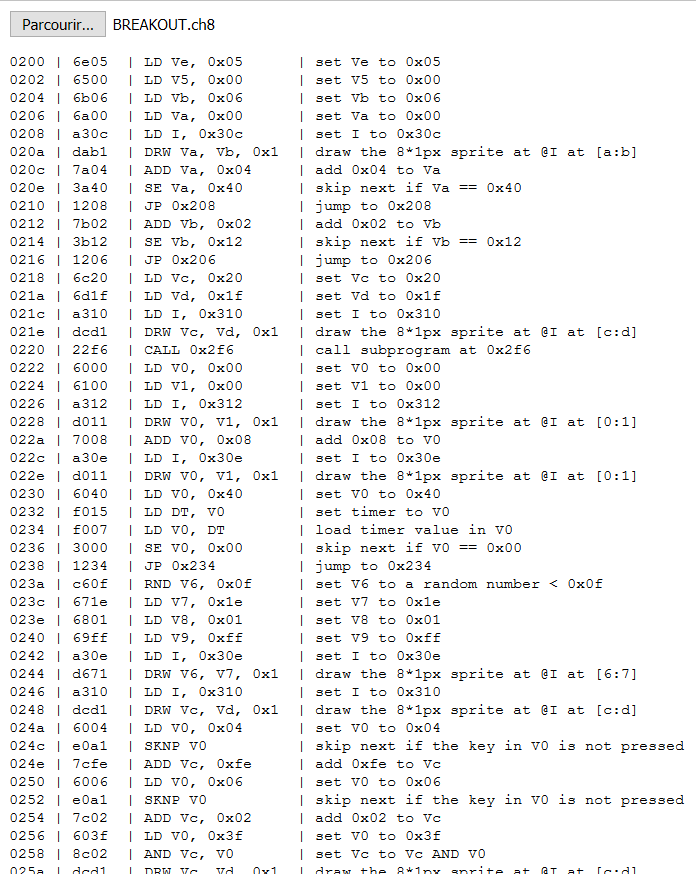 Parcourir... BREAKOUT.ch8
0200 | 6e05 | LD Ve, 0x05 | set Ve to 0x05
0202 | 6500 | LD V5, 0x00 | set V5 to 0x00
0204 | 6b06 | LD Vb, 0x06 | set Vb to 0x06
0206 | 6a00 | LD Va, 0x00 | set Va to 0x00
0208 | a30c | LD I, 0x30c | set I to 0x30c
020a | dab1 | DRW Va, Vb, 0x1 | draw the 8*1px sprite at @I at [a:b]
020c | 7a04 | ADD Va, 0x04 | add 0x04 to Va
020e | 3a40 | SE Va, 0x40 | skip next if Va == 0x40
0210 | 1208 | JP 0x208 | jump to 0x208
0212 | 7b02 | ADD Vb, 0x02 | add 0x02 to Vb
0214 | 3b12 | SE Vb, 0x12 | skip next if Vb == 0x12
0216 | 1206 | JP 0x206 | jump to 0x206
0218 | 6c20 | LD Vc, 0x20 | set Vc to 0x20
021a | 6d1f | LD Vd, 0x1f | set Vd to 0x1f
021c | a310 | LD I, 0x310 | set I to 0x310
021e | dcd1 | DRW Vc, Vd, 0x1 | draw the 8*1px sprite at @I at [c:d]
0220 | 22f6 | CALL 0x2f6 | call subprogram at 0x2f6
0222 | 6000 | LD V0, 0x00 | set V0 to 0x00
0224 | 6100 | LD V1, 0x00 | set V1 to 0x00
0226 | a312 | LD I, 0x312 | set I to 0x312
0228 | d011 | DRW V0, V1, 0x1 | draw the 8*1px sprite at @I at [0:1]
022a | 7008 | ADD V0, 0x08 | add 0x08 to V0
022c | a30e | LD I, 0x30e | set I to 0x30e
022e | d011 | DRW V0, V1, 0x1 | draw the 8*1px sprite at @I at [0:1]
0230 | 6040 | LD V0, 0x40 | set V0 to 0x40
0232 | f015 | LD DT, V0 | set timer to V0
0234 | f007 | LD V0, DT | load timer value in V0
0236 | 3000 | SE V0, 0x00 | skip next if V0 == 0x00
0238 | 1234 | JP 0x234 | jump to 0x234
023a | c60f | RND V6, 0x0f | set V6 to a random number < 0x0f
023c | 671e | LD V7, 0x1e | set V7 to 0x1e
023e | 6801 | LD V8, 0x01 | set V8 to 0x01
0240 | 69ff | LD V9, 0xff | set V9 to 0xff
0242 | a30e | LD I, 0x30e | set I to 0x30e
0244 | d671 | DRW V6, V7, 0x1 | draw the 8*1px sprite at @I at [6:7]
0246 | a310 | LD I, 0x310 | set I to 0x310
0248 | dcd1 | DRW Vc, Vd, 0x1 | draw the 8*1px sprite at @I at [c:d]
024a | 6004 | LD V0, 0x04 | set V0 to 0x04
024c | e0a1 | SKNP V0 | skip next if the key in V0 is not pressed
024e | 7cfe | ADD Vc, 0xfe | add 0xfe to Vc
0250 | 6006 | LD V0, 0x06 | set V0 to 0x06
0252 | e0a1 | SKNP V0 | skip next if the key in V0 is not pressed
0254 | 7c02 | ADD Vc, 0x02 | add 0x02 to Vc
0256 | 603f | LD V0, 0x3f | set V0 to 0x3f
0258 | 8c02 | AND Vc, V0 | set Vc to Vc AND V0
025a | dcd1 | DRW Vc, Vd, 0x1 | draw the 8*1px sprite at @I at [c:d]